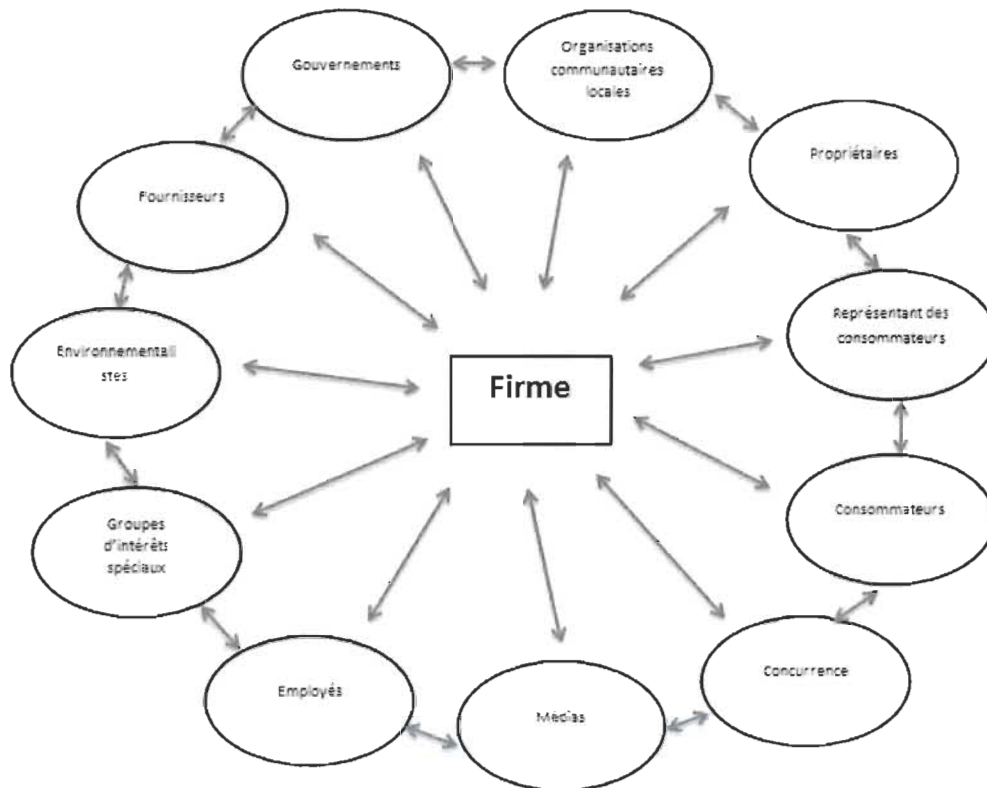 Gouvernements
Organisations
communautaires
locales
Propriétaires
Fournisseurs
Représentant des
consommateurs
Environnementali
stes
Firme
Consommateurs
Groupes
d'intérêts
spéciaux
Concurrence
Employés
Médias